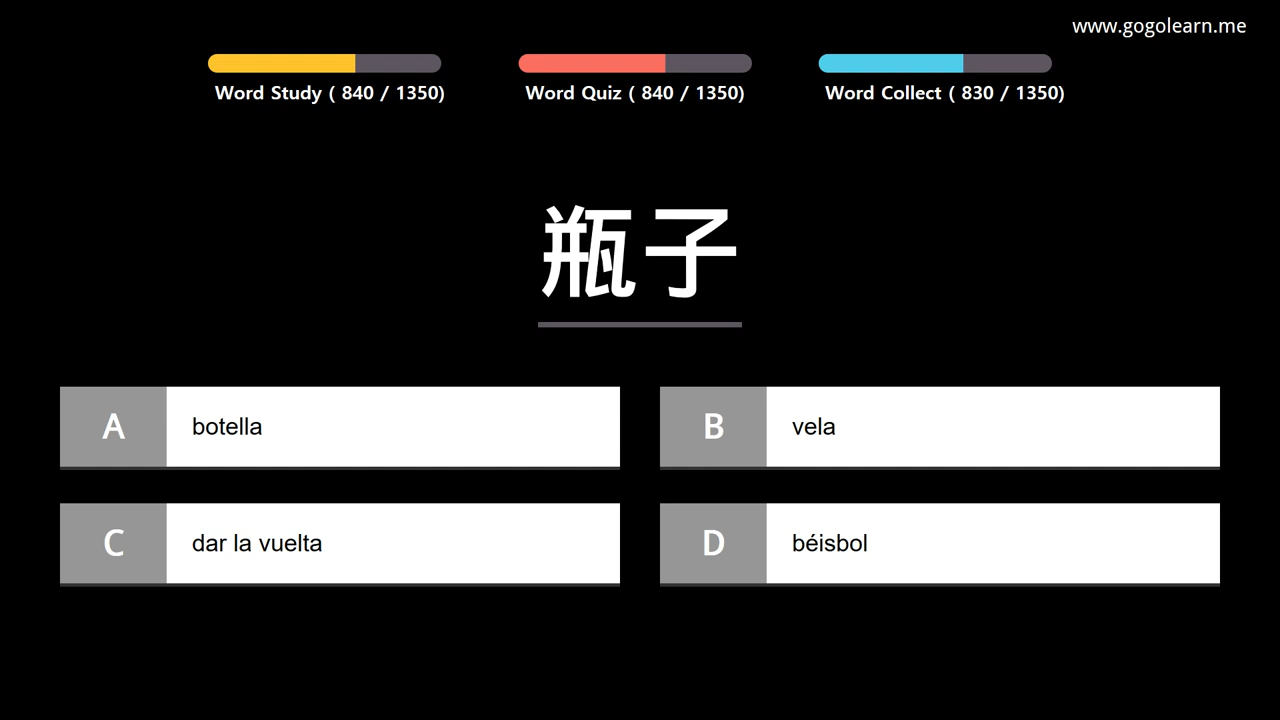 www.gogolearn.me
Word Study ( 840 / 1350)
Word Quiz ( 840 / 1350)
Word Collect ( 830 / 1350)
瓶子
A botella
B vela
C dar la vuelta
D béisbol